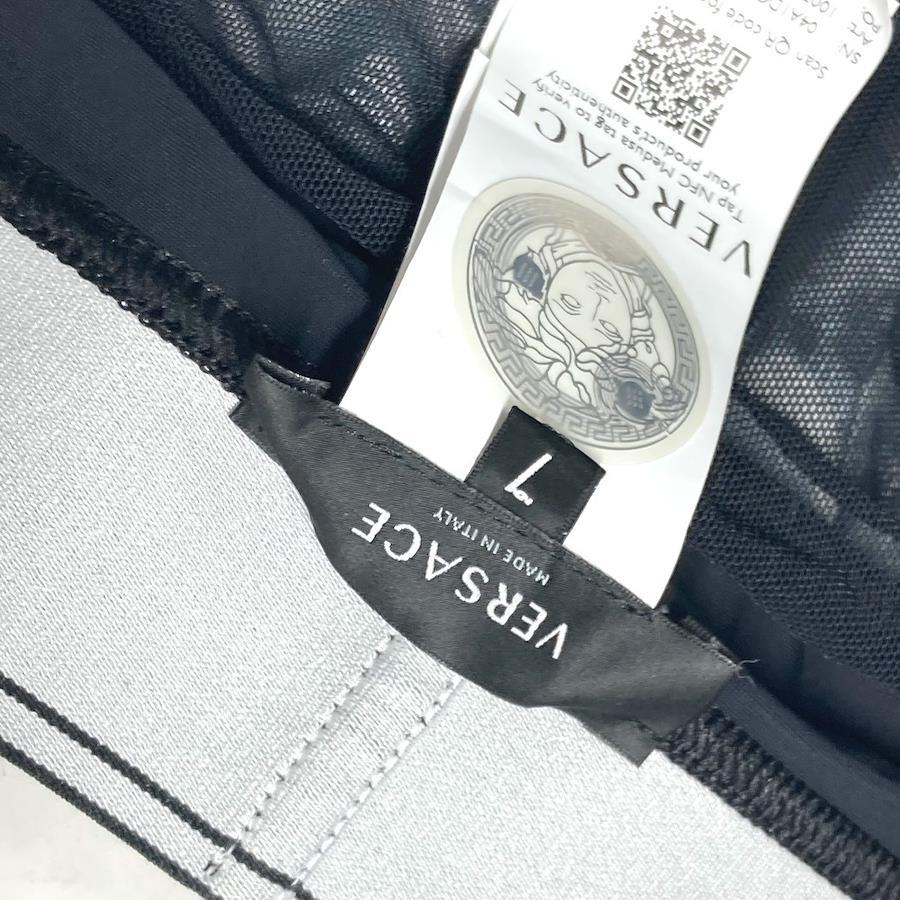 VERSACE
MADE IN ITALY
7
VERSACE
Tap NFC Medusa tag to verify
your product's authenticity
Scan QR code for
SN: